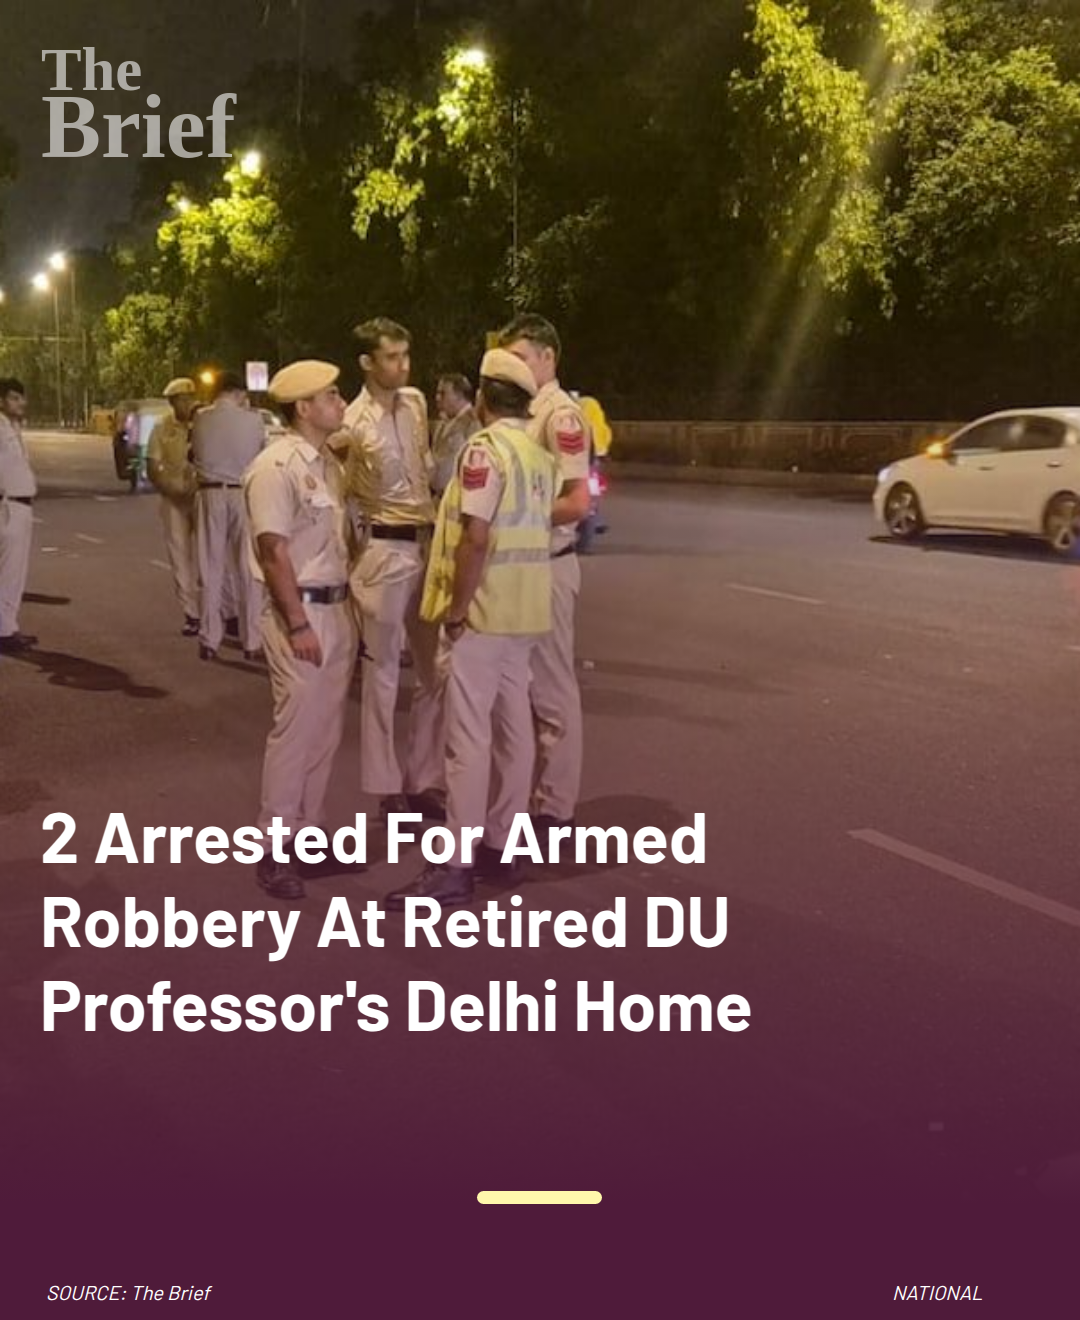 The
Brief
2 Arrested For Armed
Robbery At Retired DU
Professor's Delhi Home
SOURCE: The Brief
NATIONAL